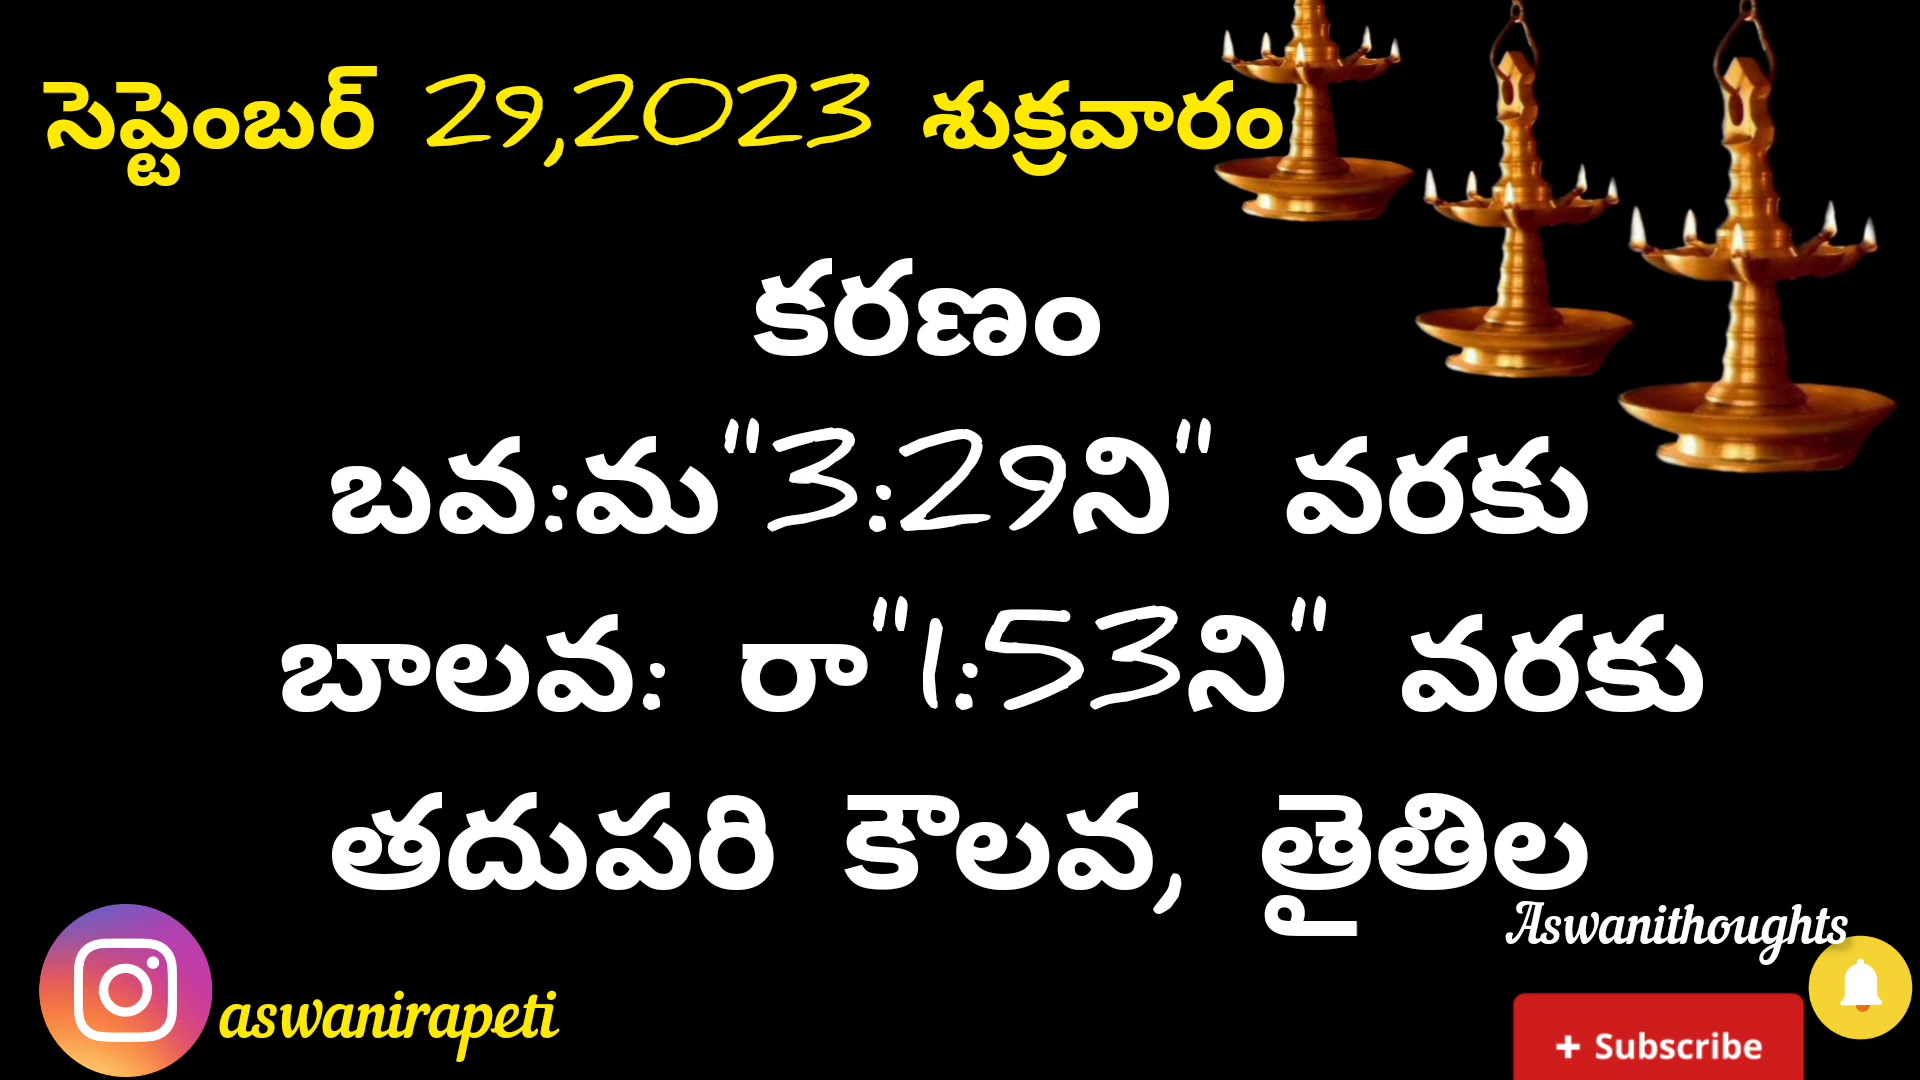 సెప్టెంబర్ 29,2023 శుక్రవారం
కరణం
బవ:మ"3:29ని" వరకు
బాలవ: రా"1:53ని" వరకు
తదుపరి కౌలవ, తైతిల
Aswanithoughts
aswanirapeti
+ Subscribe